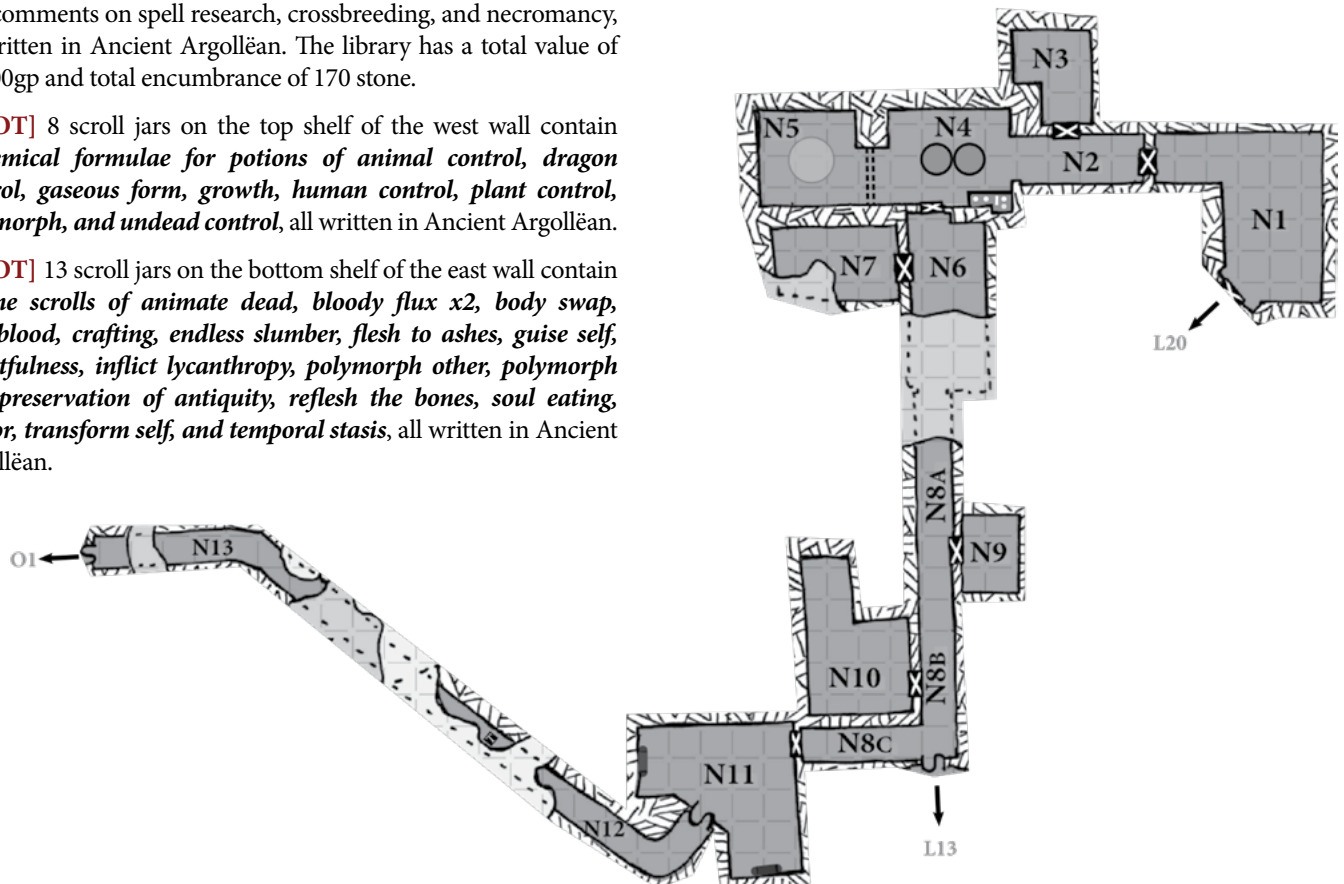 comments on spell research, crossbreeding, and necromancy,
ritten in Ancient Argollëan. The library has a total value of
0gp and total encumbrance of 170 stone.
OT] 8 scroll jars on the top shelf of the west wall contain
emical formulae for potions of animal control, dragon
rol, gaseous form, growth, human control, plant control,
morph, and undead control, all written in Ancient Argollëan.
OT] 13 scroll jars on the bottom shelf of the east wall contain
ne scrolls of animate dead, bloody flux x2, body swap,
blood, crafting, endless slumber, flesh to ashes, guise self,
tfulness, inflict lycanthropy, polymorph other, polymorph
preservation of antiquity, reflesh the bones, soul eating,
or, transform self, and temporal stasis, all written in Ancient
llëan.
N3
N5
N4
N2
N1
N7
N6
L20
N8A
N13
O1
N9
N10
N8B
N8C
N11
N12
L13